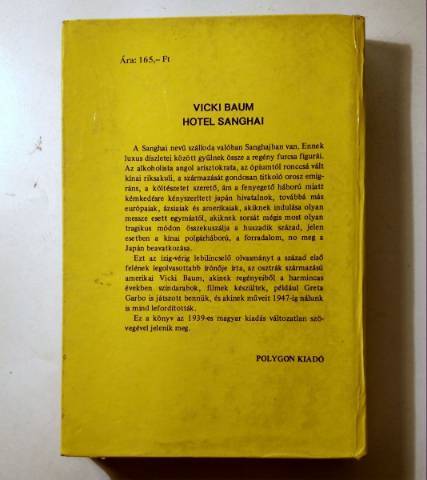 Ára: 165,– Ft
VICKI BAUM
HOTEL SANGHAI
A Sanghai nevű szálloda valóban Sanghajban van. Ennek
luxus díszletei között gyűlnek össze a regény furcsa figurái.
Az alkoholista angol arisztokrata, az ópiumtól ronccsá vált
kínai riksakuli, a származását gondosan titkoló orosz emig-
ráns, a költészetet szerető, ám a fenyegető háború miatt
kémkedésre kényszerített japán hivatalnok, továbbá más
európaiak, ázsiaiak és amerikaiak, akiknek indulása olyan
messze esett egymástól, akiknek sorsát mégis most olyan
tragikus módon összekuszálja a huszadik század, jelen
esetben a kínai polgárháború, a forradalom, no meg a
Japán beavatkozása.
Ezt az ízig-vérig lebilincselő olvasmányt a század első
felének legolvasottabb írónője írta, az osztrák származású
amerikai Vicki Baum, akinek regényeiből a harmincas
években színdarabok, filmek készültek, például Greta
Garbo is játszott bennük, és akinek műveit 1947-ig nálunk
is mind lefordították.
Ez a könyv az 1939-es magyar kiadás változatlan szö-
vegével jelenik meg.
POLYGON KIADÓ